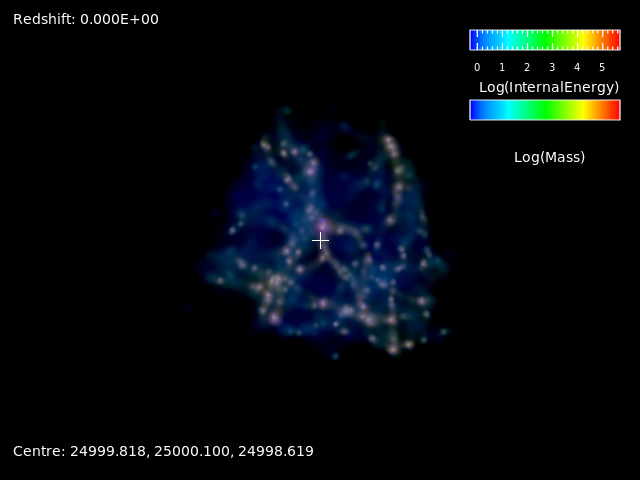 Redshift: 0.000E+00
0 1 2 3 4 5
Log(InternalEnergy)
Log(Mass)
Centre: 24999.818, 25000.100, 24998.619